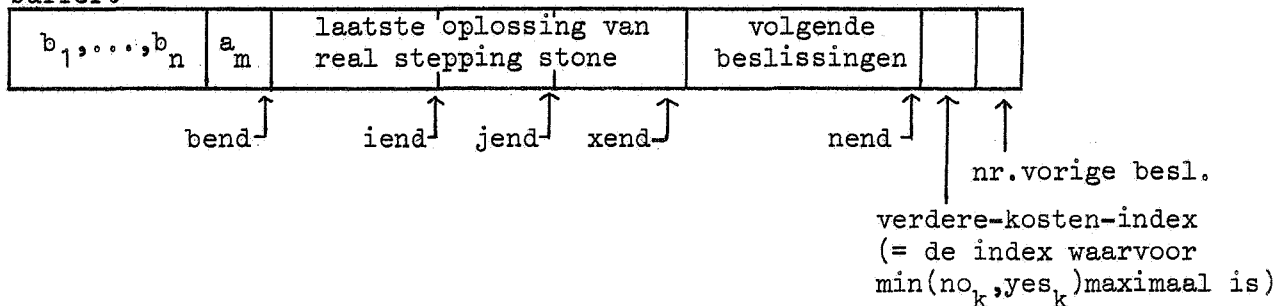 b₁,...,bₙ aₘ laatste oplossing van real stepping stone volgende beslissingen
bend iend jend xend nend
nr.vorige besl.
verdere-kosten-index
(= de index waarvoor
min(noₖ,yesₖ)maximaal is)